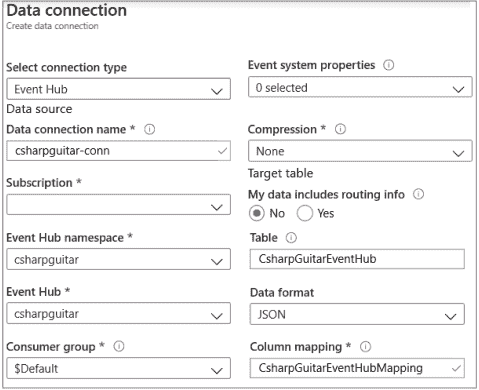 Data connection
Create data connection
Select connection type
Event Hub
Data source
Data connection name *
csharpguitar-conn
Subscription *
Event Hub namespace *
csharpguitar
Event Hub *
csharpguitar
Consumer group *
$Default
Event system properties
0 selected
Compression *
None
Target table
My data includes routing info
No Yes
Table
CsharpGuitarEventHub
Data format
JSON
Column mapping *
CsharpGuitarEventHubMapping